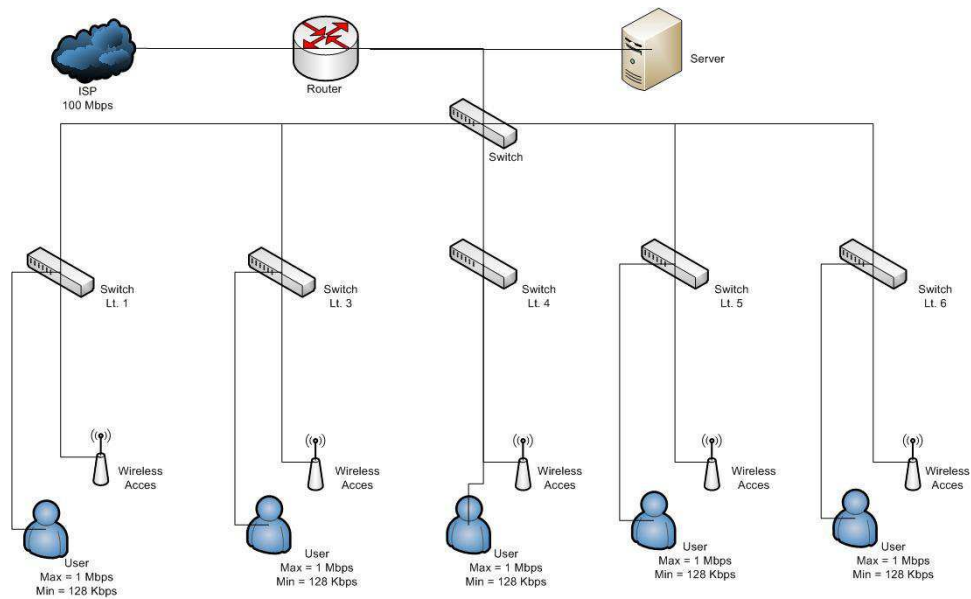 ISP
100 Mbps
Router
Server
Switch
Switch
Lt. 1
Switch
Lt. 3
Switch
Lt. 4
Switch
Lt. 5
Switch
Lt. 6
Wireless
Acces
Wireless
Acces
Wireless
Acces
Wireless
Acces
Wireless
Acces
User
Max = 1 Mbps
Min = 128 Kbps
User
Max = 1 Mbps
Min = 128 Kbps
User
Max = 1 Mbps
Min = 128 Kbps
User
Max = 1 Mbps
Min = 128 Kbps
User
Max = 1 Mbps
Min = 128 Kbps